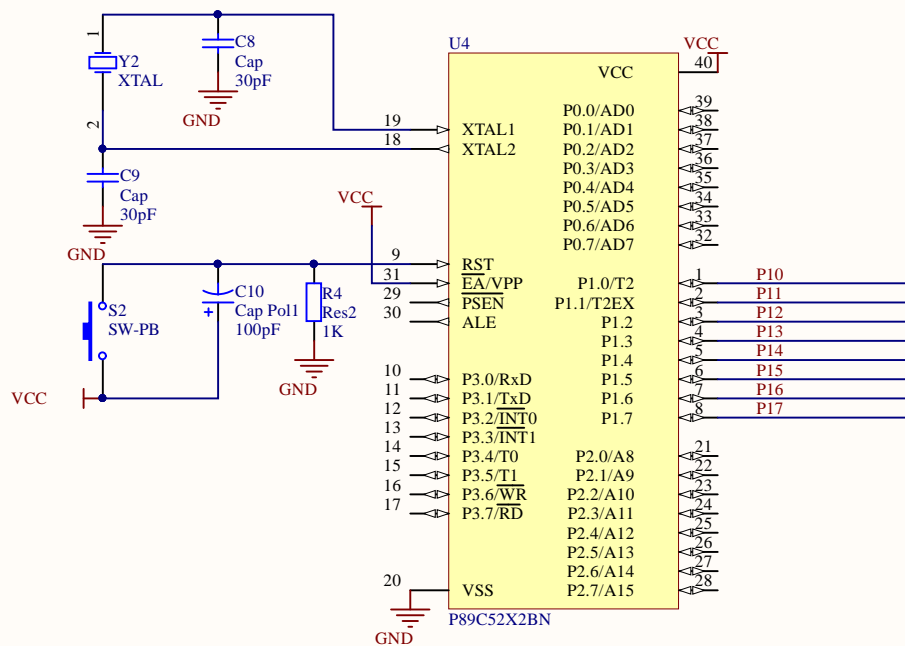 1
Y2
XTAL
2
C8
Cap
30pF
GND
C9
Cap
30pF
GND
VCC
S2
SW-PB
VCC
C10
Cap Pol1
100pF
+
R4
Res2
1K
GND
U4
VCC
40
VCC
19 XTAL1
18 XTAL2
9 RST
31 EA/VPP
29 PSEN
30 ALE
10 P3.0/RxD
11 P3.1/TxD
12 P3.2/INT0
13 P3.3/INT1
14 P3.4/T0
15 P3.5/T1
16 P3.6/WR
17 P3.7/RD
20 VSS
GND
P0.0/AD0 39
P0.1/AD1 38
P0.2/AD2 37
P0.3/AD3 36
P0.4/AD4 35
P0.5/AD5 34
P0.6/AD6 33
P0.7/AD7 32
P1.0/T2 1 P10
P1.1/T2EX 2 P11
P1.2 3 P12
P1.3 4 P13
P1.4 5 P14
P1.5 6 P15
P1.6 7 P16
P1.7 8 P17
P2.0/A8 21
P2.1/A9 22
P2.2/A10 23
P2.3/A11 24
P2.4/A12 25
P2.5/A13 26
P2.6/A14 27
P2.7/A15 28
P89C52X2BN